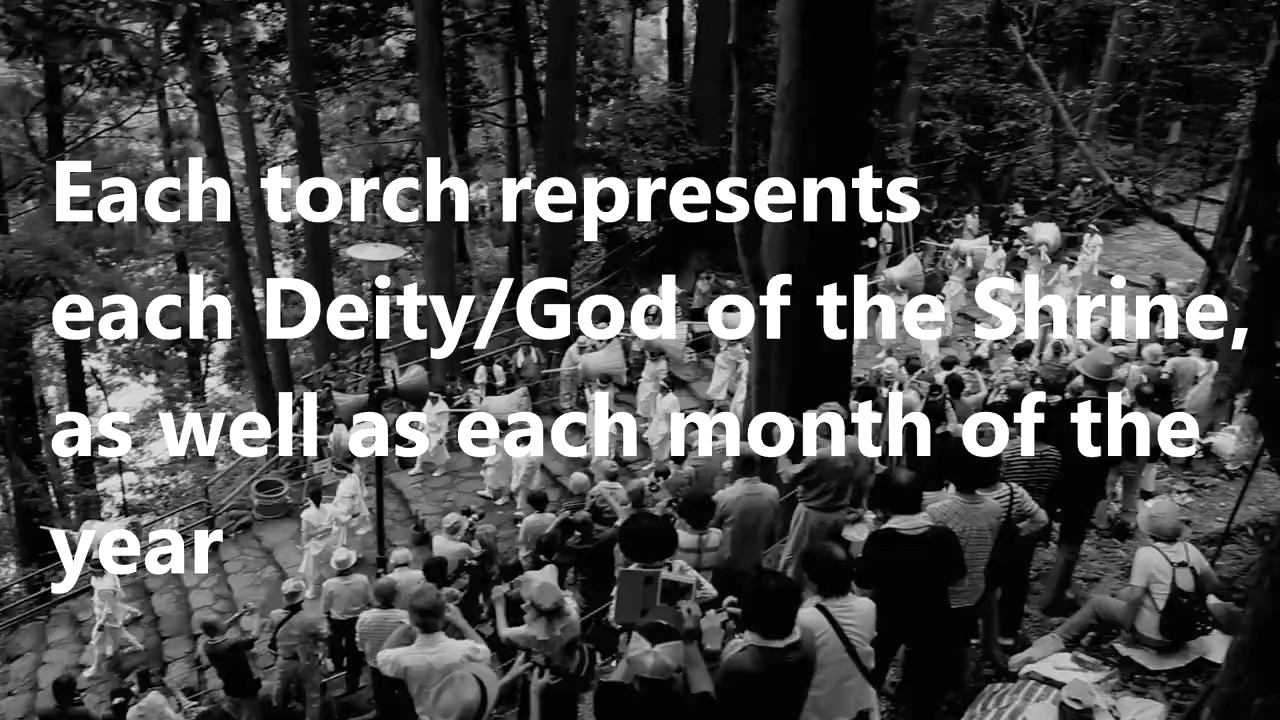 Each torch represents
each Deity/God of the Shrine,
as well as each month of the
year